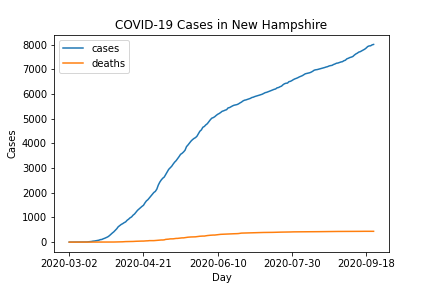 COVID-19 Cases in New Hampshire
cases
deaths
8000
7000
6000
5000
4000
3000
2000
1000
0
Cases
2020-03-02 2020-04-21 2020-06-10 2020-07-30 2020-09-18
Day